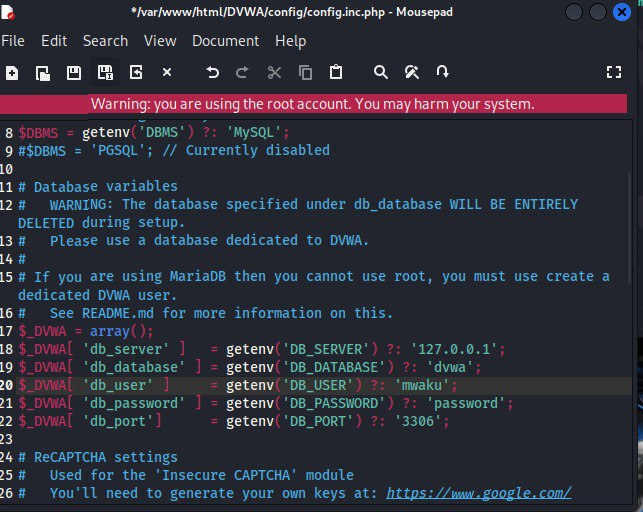 */var/www/html/DVWA/config/config.inc.php - Mousepad
File Edit Search View Document Help
Warning: you are using the root account. You may harm your system.
8 $DBMS = getenv('DBMS') ?: 'MySQL';
9 #$DBMS = 'PGSQL'; // Currently disabled
10
11 # Database variables
12 #   WARNING: The database specified under db_database WILL BE ENTIRELY
DELETED during setup.
13 #   Please use a database dedicated to DVWA.
14 #
15 # If you are using MariaDB then you cannot use root, you must use create a
dedicated DVWA user.
16 #   See README.md for more information on this.
17 $_DVWA = array();
18 $_DVWA[ 'db_server' ]   = getenv('DB_SERVER') ?: '127.0.0.1';
19 $_DVWA[ 'db_database' ] = getenv('DB_DATABASE') ?: 'dvwa';
20 $_DVWA[ 'db_user' ]     = getenv('DB_USER') ?: 'mwaku';
21 $_DVWA[ 'db_password' ] = getenv('DB_PASSWORD') ?: 'password';
22 $_DVWA[ 'db_port']      = getenv('DB_PORT') ?: '3306';
23
24 # ReCAPTCHA settings
25 #   Used for the 'Insecure CAPTCHA' module
26 #   You'll need to generate your own keys at: https://www.google.com/